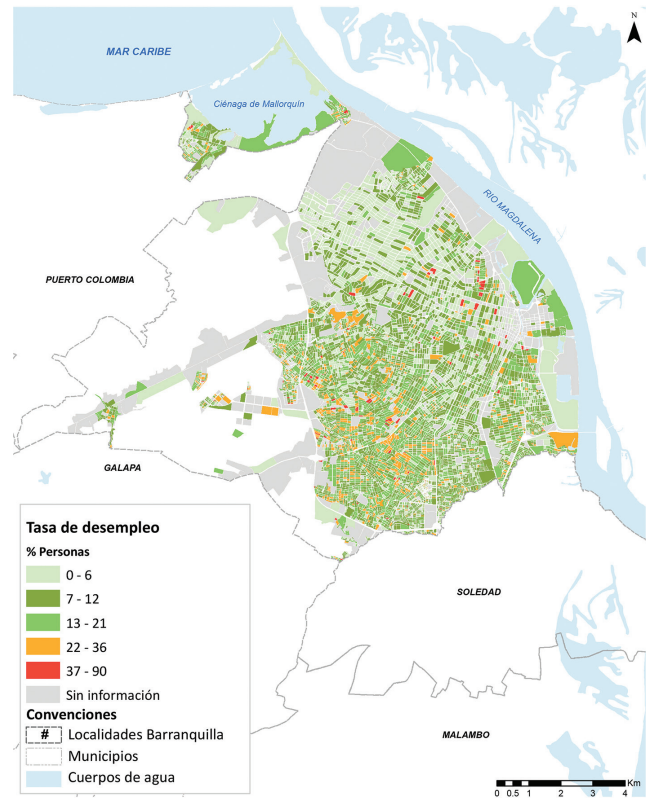 N
MAR CARIBE
Ciénaga de Mallorquín
RIO MAGDALENA
PUERTO COLOMBIA
GALAPA
SOLEDAD
MALAMBO
Tasa de desempleo
% Personas
0 - 6
7 - 12
13 - 21
22 - 36
37 - 90
Sin información
Convenciones
# Localidades Barranquilla
Municipios
Cuerpos de agua
Km
0 0.5 1 2 3 4